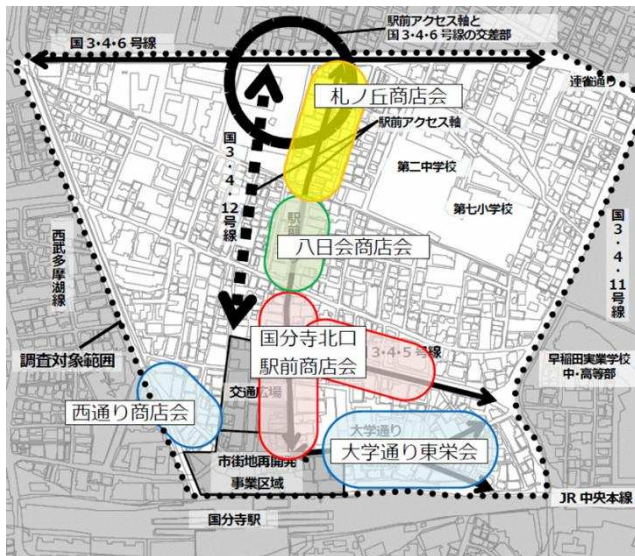 駅前アクセス軸と
国3・4・6号線の交差部
国3・4・6号線
連雀通り
札ノ丘商店会
駅前アクセス軸
国3・4・12号線
第二中学校
第七小学校
国3・4・11号線
八日会商店会
西武多摩湖線
国分寺北口
駅前商店会
3・4・5号線
調査対象範囲
早稲田実業学校
中・高等部
交通広場
西通り商店会
大学通り
大学通り東栄会
市街地再開発
事業区域
JR中央本線
国分寺駅